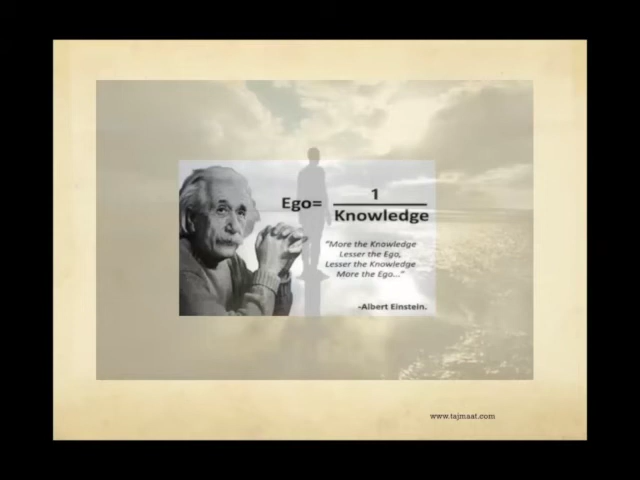 Ego= 1
Knowledge
"More the Knowledge
Lesser the Ego,
Lesser the Knowledge
More the Ego..."
-Albert Einstein.
www.tajmaat.com